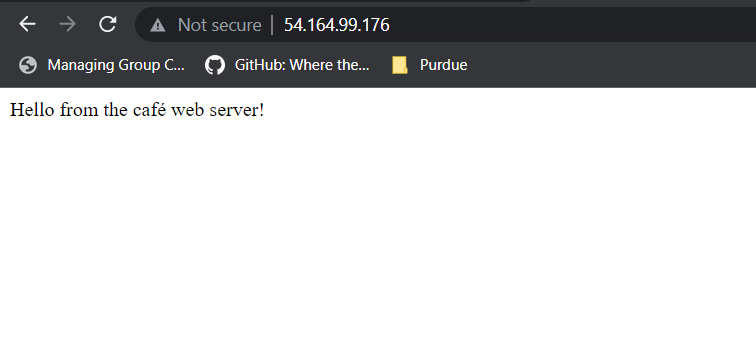 Not secure 54.164.99.176
Managing Group C... GitHub: Where the... Purdue
Hello from the café web server!